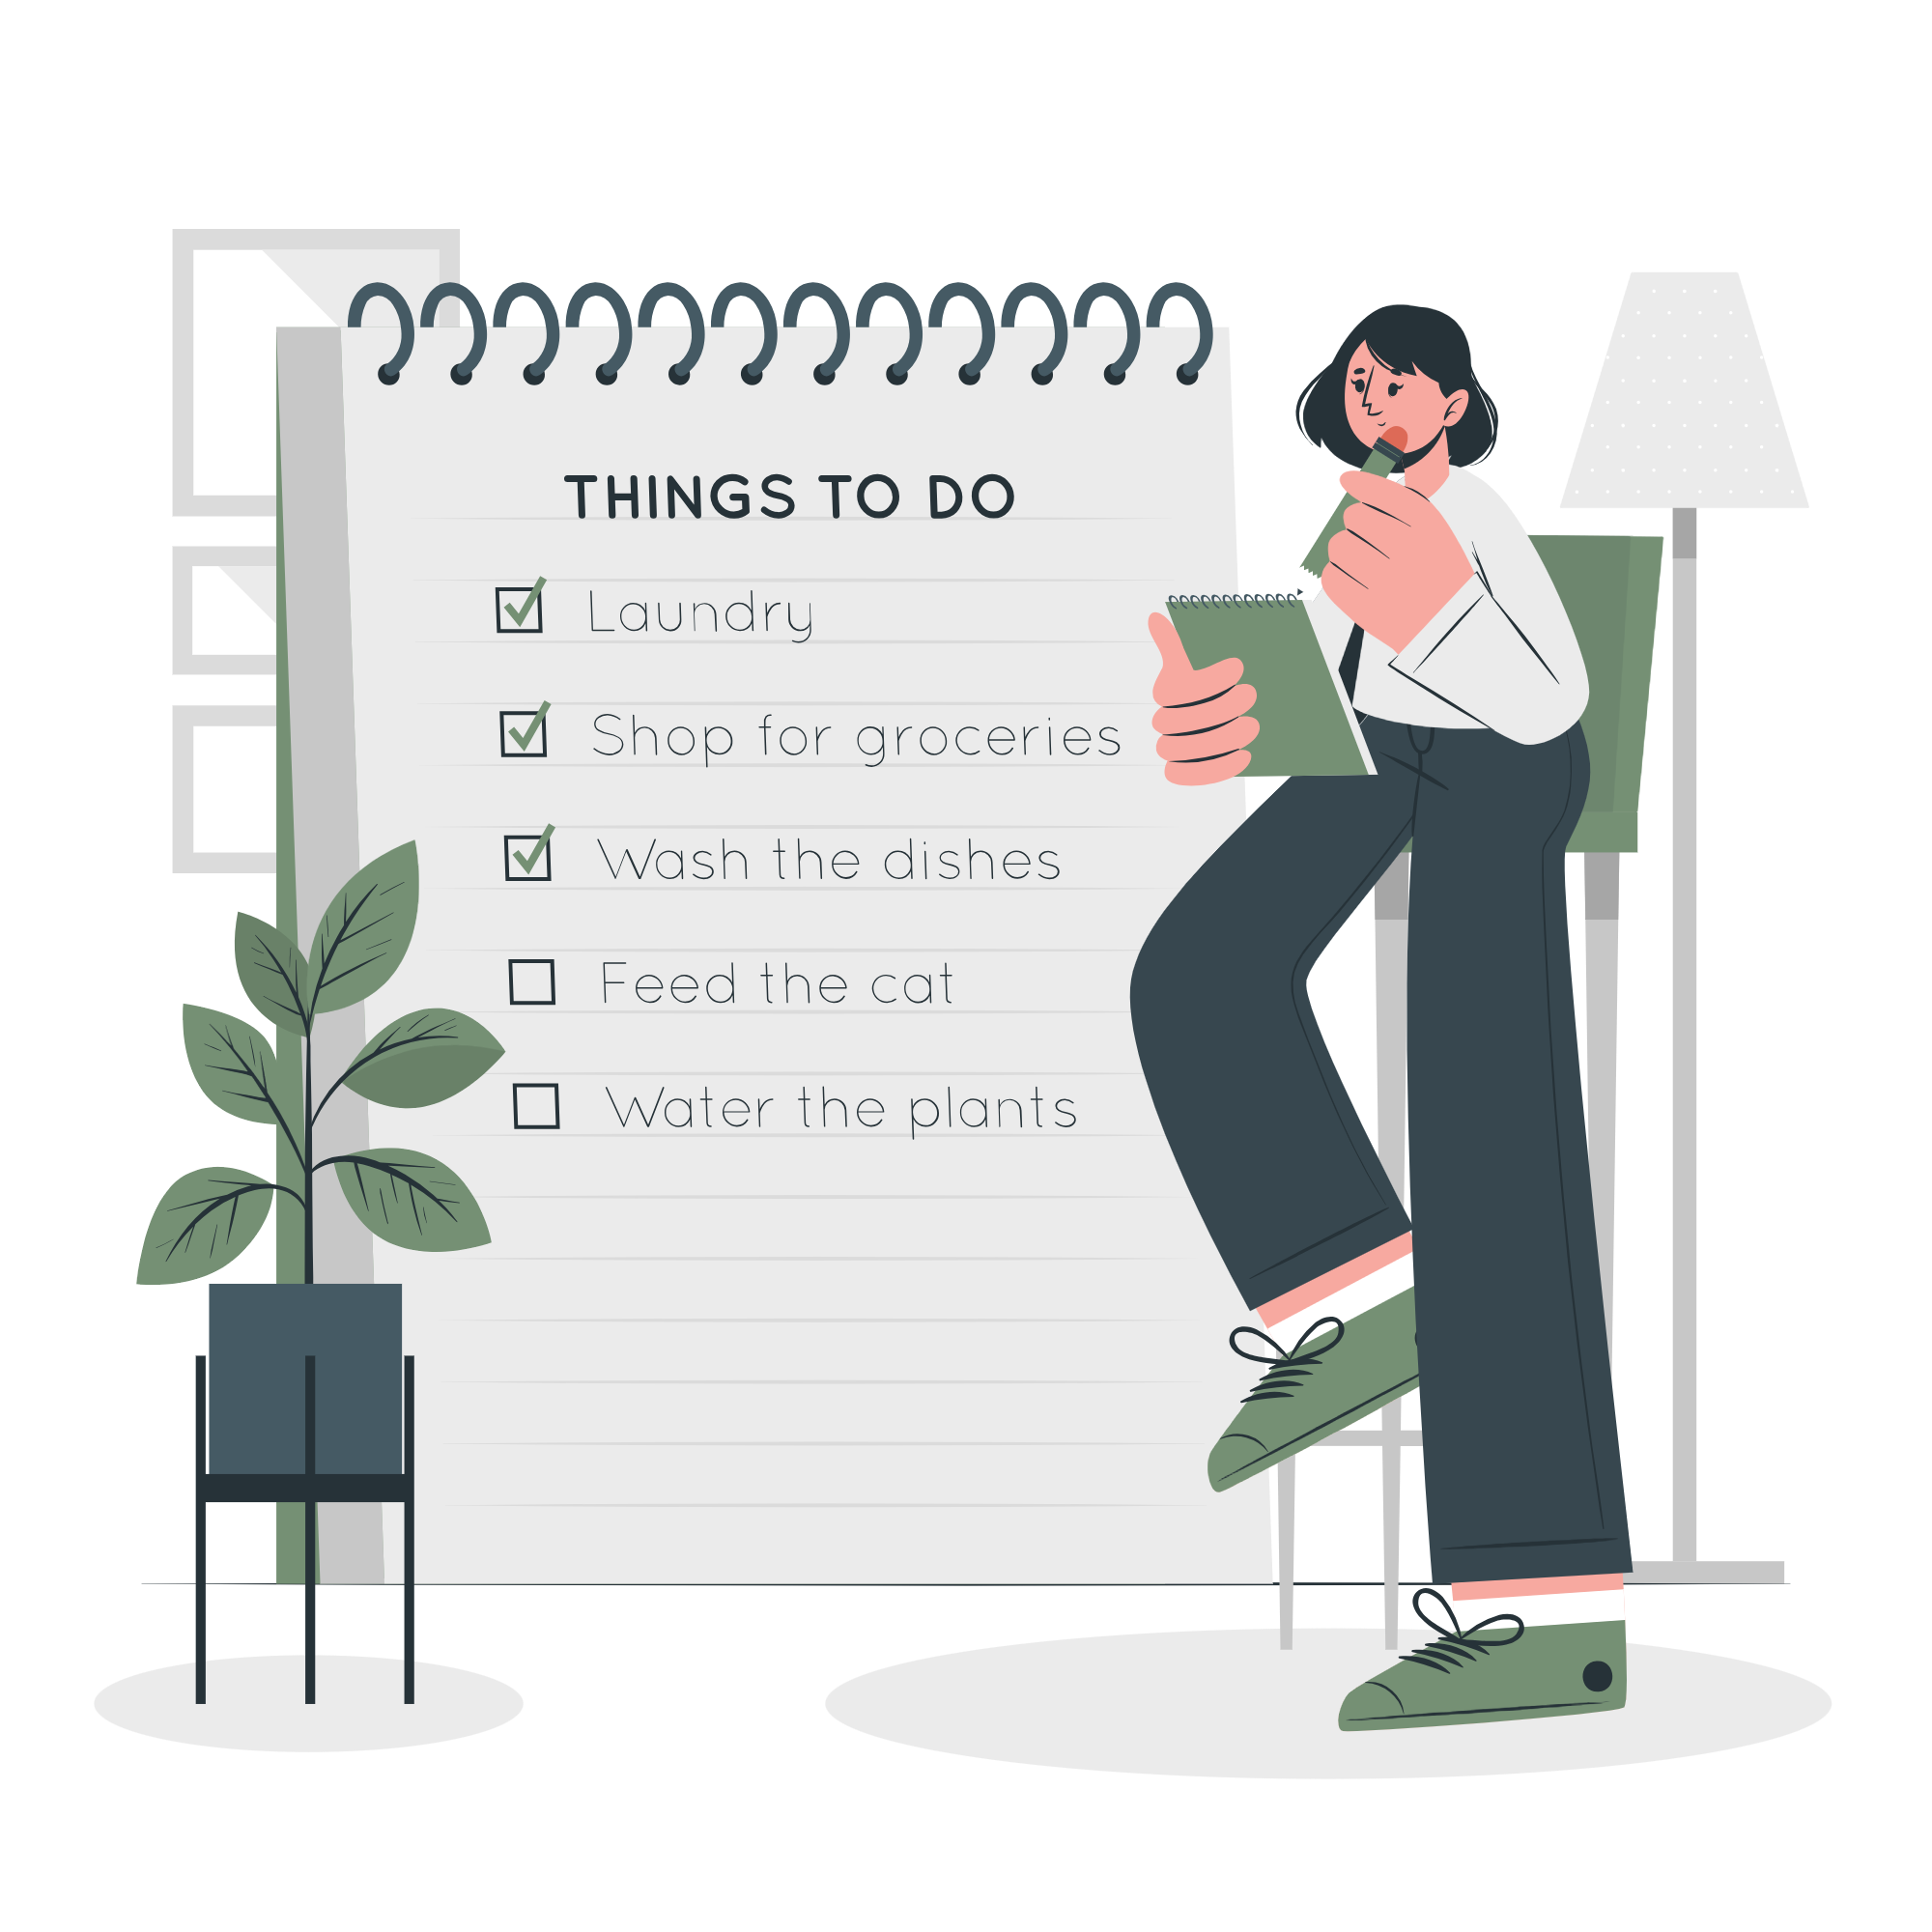 THINGS TO DO
Laundry
Shop for groceries
Wash the dishes
Feed the cat
Water the plants